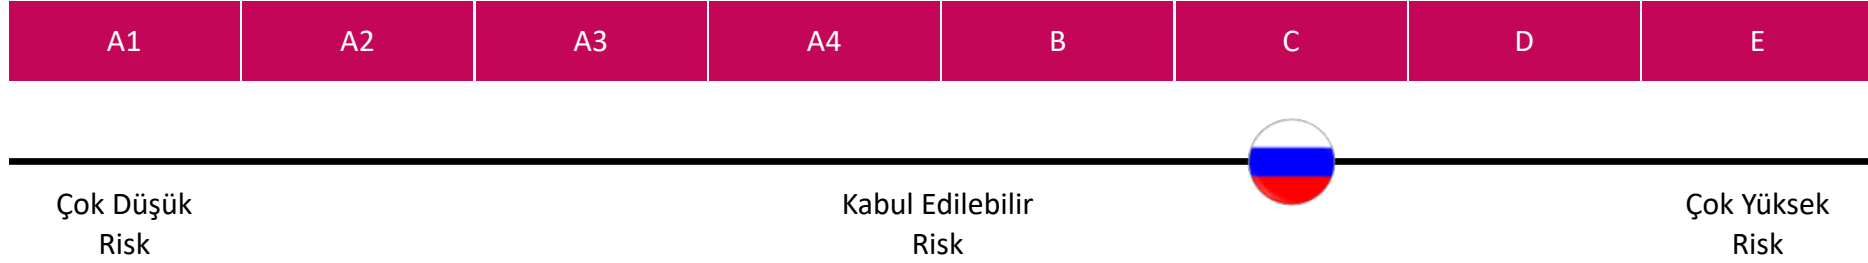 A1 A2 A3 A4 B C D E
Çok Düşük Kabul Edilebilir Çok Yüksek
Risk Risk Risk